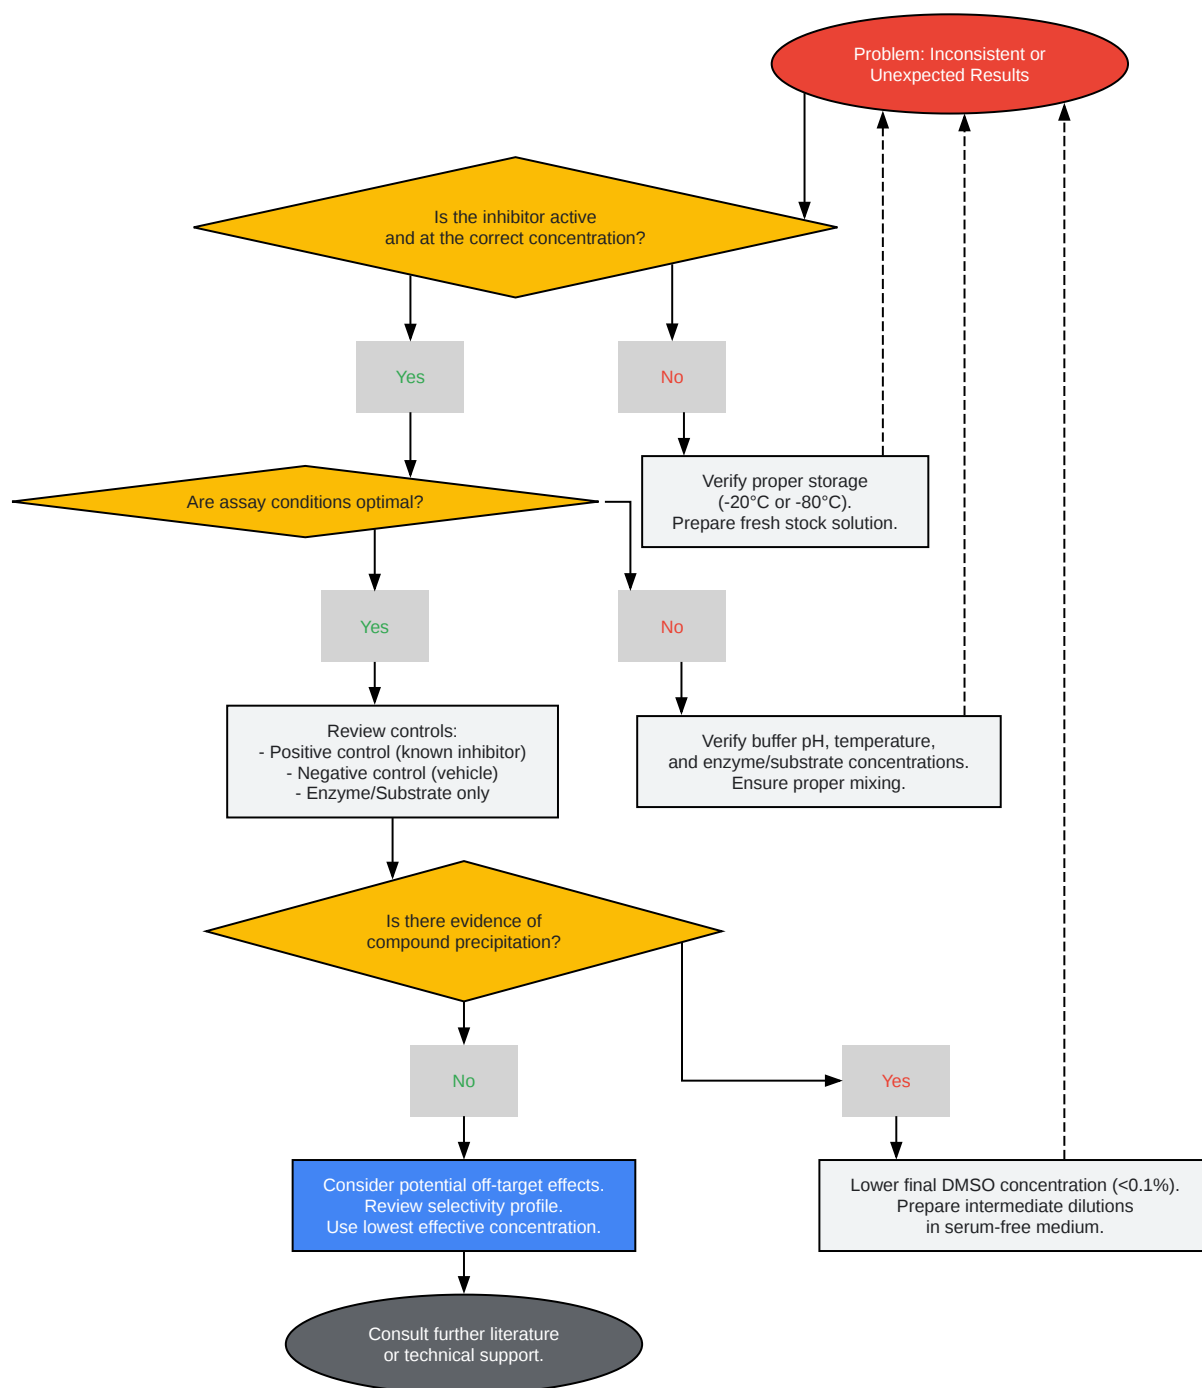 Problem: Inconsistent or
Unexpected Results
Is the inhibitor active
and at the correct concentration?
Yes
No
Verify proper storage
(-20°C or -80°C).
Prepare fresh stock solution.
Are assay conditions optimal?
Yes
No
Review controls:
- Positive control (known inhibitor)
- Negative control (vehicle)
- Enzyme/Substrate only
Verify buffer pH, temperature,
and enzyme/substrate concentrations.
Ensure proper mixing.
Is there evidence of
compound precipitation?
No
Yes
Consider potential off-target effects.
Review selectivity profile.
Use lowest effective concentration.
Lower final DMSO concentration (<0.1%).
Prepare intermediate dilutions
in serum-free medium.
Consult further literature
or technical support.